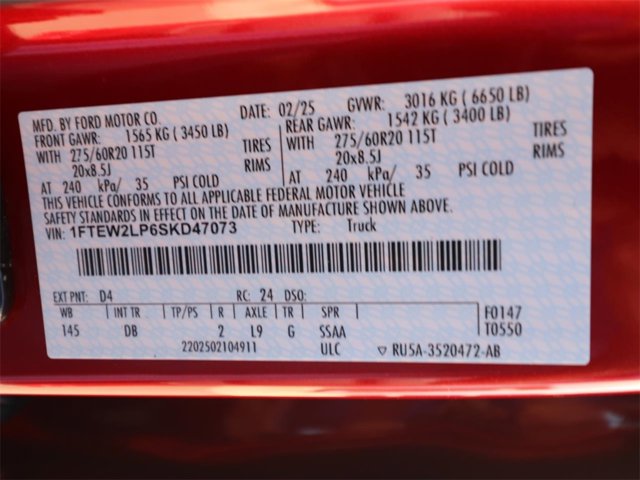 MFD. BY FORD MOTOR CO. DATE: 02/25 GVWR: 3016 KG ( 6650 LB)
FRONT GAWR: 1565 KG ( 3450 LB) REAR GAWR: 1542 KG ( 3400 LB)
WITH 275/60R20 115T TIRES WITH 275/60R20 115T TIRES
20x8.5J RIMS 20x8.5J RIMS
AT 240 kPa/ 35 PSI COLD AT 240 kPa/ 35 PSI COLD
THIS VEHICLE CONFORMS TO ALL APPLICABLE FEDERAL MOTOR VEHICLE
SAFETY STANDARDS IN EFFECT ON THE DATE OF MANUFACTURE SHOWN ABOVE.
VIN: 1FTEW2LP6SKD47073 TYPE: Truck
EXT PNT: D4 RC: 24 DSO:
WB INT TR TP/PS R AXLE TR SPR F0147
145 DB 2 L9 G SSAA T0550
2202502104911 ULC ▽ RU5A-3520472-AB